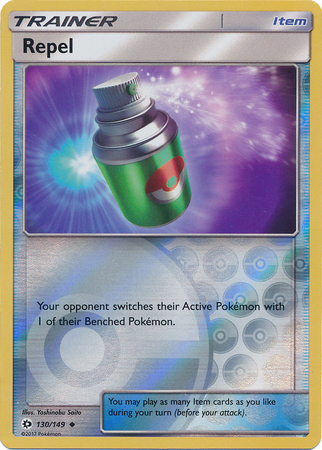 TRAINER Item
Repel
Your opponent switches their Active Pokémon with
1 of their Benched Pokémon.
You may play as many Item cards as you like
during your turn (before your attack).
Illus. Yoshinobu Saito
130/149
©2017 Pokémon